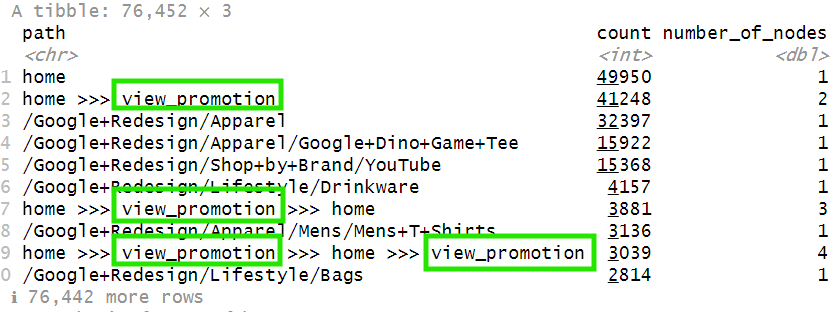 A tibble: 76,452 × 3
path count number_of_nodes
<chr> <int> <dbl>
1 home 49950 1
2 home >>> view_promotion 41248 2
3 /Google+Redesign/Apparel 32397 1
4 /Google+Redesign/Apparel/Google+Dino+Game+Tee 15922 1
5 /Google+Redesign/Shop+by+Brand/YouTube 15368 1
6 /Google+Redesign/Lifestyle/Drinkware 4157 1
7 home >>> view_promotion >>> home 3881 3
8 /Google+Redesign/Apparel/Mens/Mens+T+Shirts 3136 1
9 home >>> view_promotion >>> home >>> view_promotion 3039 4
0 /Google+Redesign/Lifestyle/Bags 2814 1
ℹ 76,442 more rows